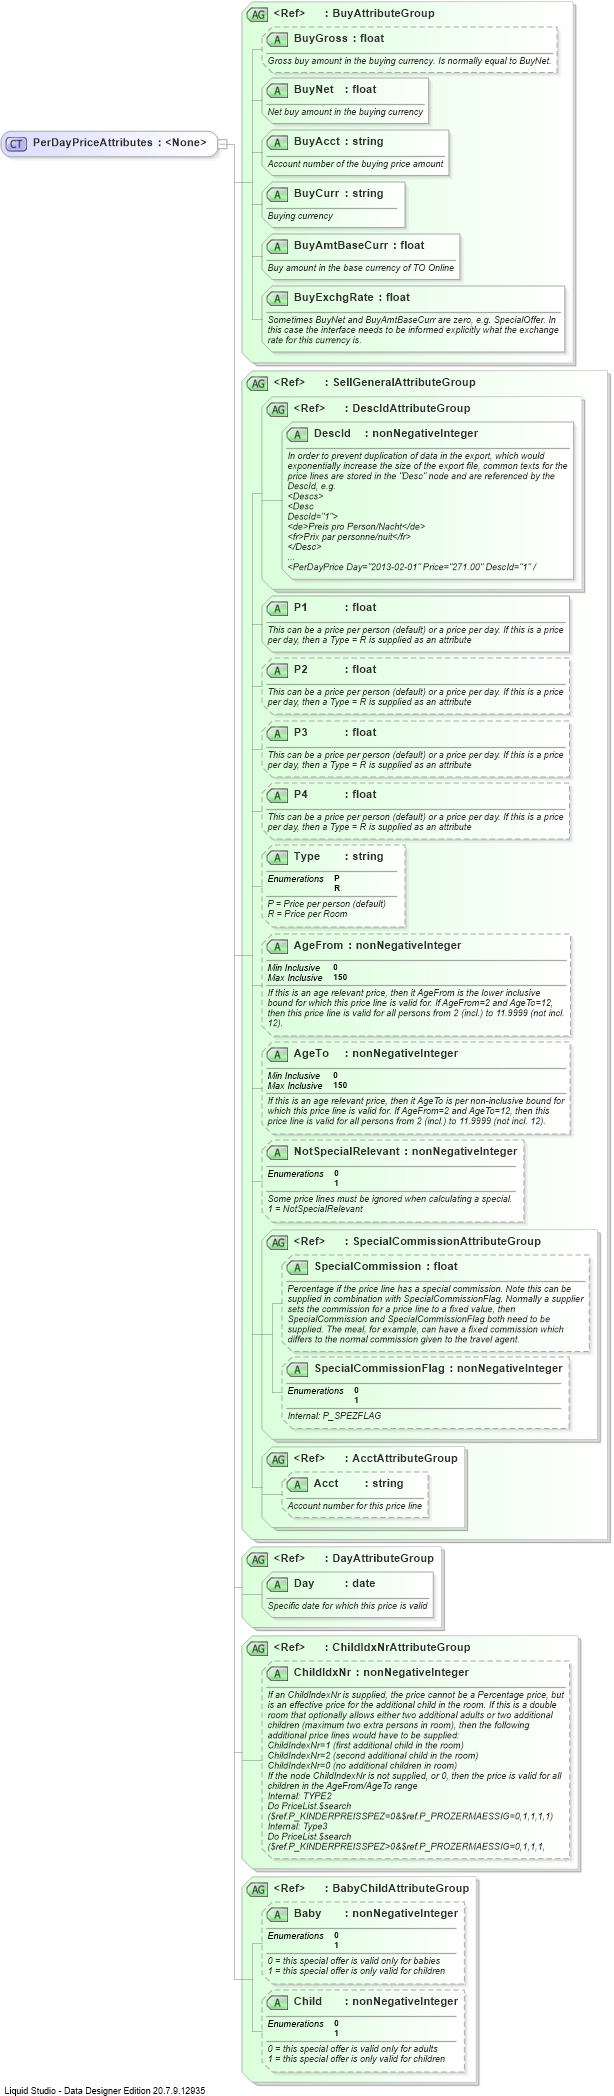 AG <Ref> : BuyAttributeGroup
A BuyGross : float
Gross buy amount in the buying currency. Is normally equal to BuyNet.
A BuyNet : float
Net buy amount in the buying currency
CT PerDayPriceAttributes : <None>
A BuyAcct : string
Account number of the buying price amount
A BuyCurr : string
Buying currency
A BuyAmtBaseCurr : float
Buy amount in the base currency of TO Online
A BuyExchgRate : float
Sometimes BuyNet and BuyAmtBaseCurr are zero, e.g. SpecialOffer. In
this case the interface needs to be informed explicitly what the exchange
rate for this currency is.
AG <Ref> : SellGeneralAttributeGroup
AG <Ref> : DescIdAttributeGroup
A DescId : nonNegativeInteger
In order to prevent duplication of data in the export, which would
exponentially increase the size of the export file, common texts for the
price lines are stored in the "Desc" node and are referenced by the
DescId, e.g.
<Descs>
<Desc
DescId="1">
<de>Preis pro Person/Nacht</de>
<fr>Prix par personne/nuit</fr>
</Desc>
...
<PerDayPrice Day="2013-02-01" Price="271.00" DescId="1" /
A P1 : float
This can be a price per person (default) or a price per day. If this is a price
per day, then a Type = R is supplied as an attribute
A P2 : float
This can be a price per person (default) or a price per day. If this is a price
per day, then a Type = R is supplied as an attribute
A P3 : float
This can be a price per person (default) or a price per day. If this is a price
per day, then a Type = R is supplied as an attribute
A P4 : float
This can be a price per person (default) or a price per day. If this is a price
per day, then a Type = R is supplied as an attribute
A Type : string
Enumerations P
R
P = Price per person (default)
R = Price per Room
A AgeFrom : nonNegativeInteger
Min Inclusive 0
Max Inclusive 150
If this is an age relevant price, then it AgeFrom is the lower inclusive
bound for which this price line is valid for. If AgeFrom=2 and AgeTo=12,
then this price line is valid for all persons from 2 (incl.) to 11.9999 (not incl.
12).
A AgeTo : nonNegativeInteger
Min Inclusive 0
Max Inclusive 150
If this is an age relevant price, then it AgeTo is per non-inclusive bound for
which this price line is valid for. If AgeFrom=2 and AgeTo=12, then this
price line is valid for all persons from 2 (incl.) to 11.9999 (not incl. 12).
A NotSpecialRelevant : nonNegativeInteger
Enumerations 0
1
Some price lines must be ignored when calculating a special.
1 = NotSpecialRelevant
AG <Ref> : SpecialCommissionAttributeGroup
A SpecialCommission : float
Percentage if the price line has a special commission. Note this can be
supplied in combination with SpecialCommissionFlag. Normally a supplier
sets the commission for a price line to a fixed value, then
SpecialCommission and SpecialCommissionFlag both need to be
supplied. The meal, for example, can have a fixed commission which
differs to the normal commission given to the travel agent.
A SpecialCommissionFlag : nonNegativeInteger
Enumerations 0
1
Internal: P_SPEZFLAG
AG <Ref> : AcctAttributeGroup
A Acct : string
Account number for this price line
AG <Ref> : DayAttributeGroup
A Day : date
Specific date for which this price is valid
AG <Ref> : ChildIdxNrAttributeGroup
A ChildIdxNr : nonNegativeInteger
If an ChildIndexNr is supplied, the price cannot be a Percentage price, but
is an effective price for the additional child in the room. If this is a double
room that optionally allows either two additional adults or two additional
children (maximum two extra persons in room), then the following
additional price lines would have to be supplied:
ChildIndexNr=1 (first additional child in the room)
ChildIndexNr=2 (second additional child in the room)
ChildIndexNr=0 (no additional children in room)
If the node ChildIndexNr is not supplied, or 0, then the price is valid for all
children in the AgeFrom/AgeTo range
Internal: TYPE2
Do PriceList.$search
($ref.P_KINDERPREISSPEZ=0&$ref.P_PROZERMAESSIG=0,1,1,1,1)
Internal: Type3
Do PriceList.$search
($ref.P_KINDERPREISSPEZ>0&$ref.P_PROZERMAESSIG=0,1,1,1,
AG <Ref> : BabyChildAttributeGroup
A Baby : nonNegativeInteger
Enumerations 0
1
0 = this special offer is valid only for babies
1 = this special offer is only valid for children
A Child : nonNegativeInteger
Enumerations 0
1
0 = this special offer is valid only for adults
1 = this special offer is only valid for children
Liquid Studio - Data Designer Edition 20.7.9.12935